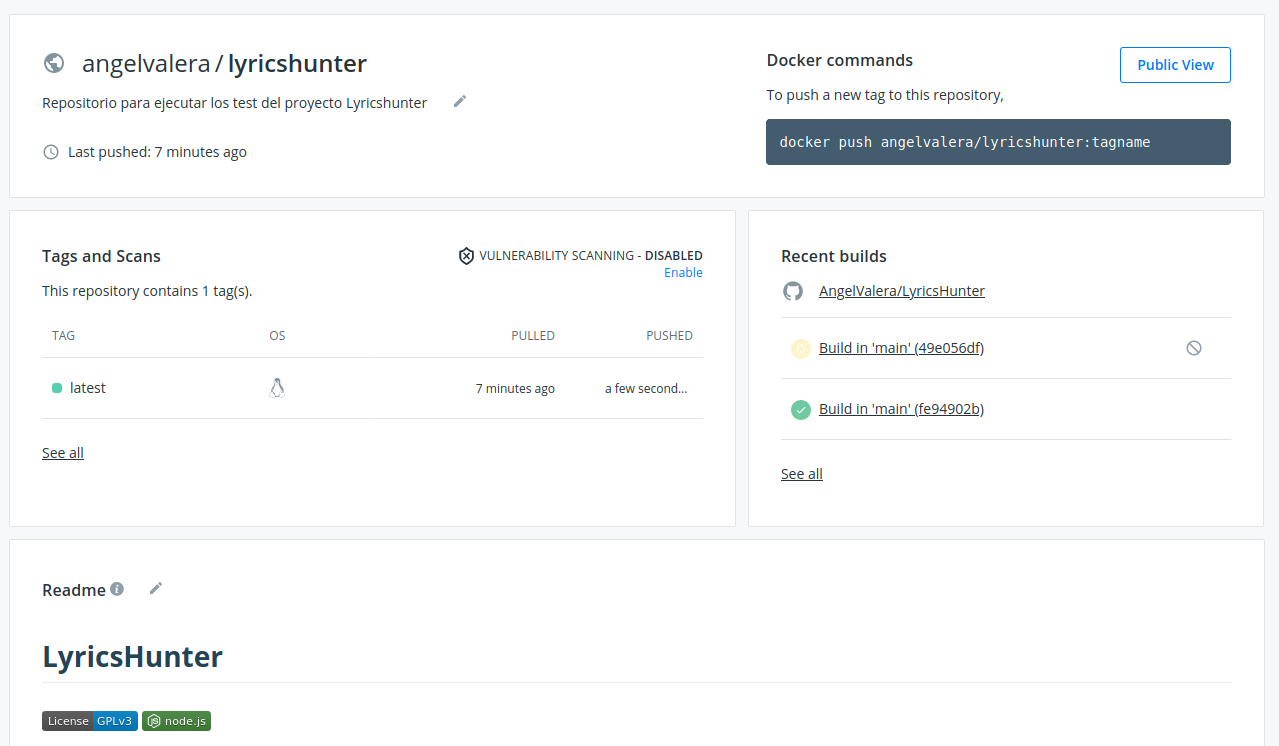 angelvalera / lyricshunter
Repositorio para ejecutar los test del proyecto Lyricshunter
Last pushed: 7 minutes ago
Docker commands
Public View
To push a new tag to this repository,
docker push angelvalera/lyricshunter:tagname
Tags and Scans
VULNERABILITY SCANNING - DISABLED
Enable
This repository contains 1 tag(s).
TAG OS PULLED PUSHED
latest 7 minutes ago a few second...
See all
Recent builds
AngelValera/LyricsHunter
Build in 'main' (49e056df)
Build in 'main' (fe94902b)
See all
Readme
LyricsHunter
License GPLv3 node.js